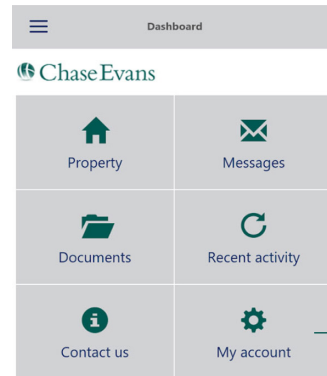 Dashboard
Chase Evans
Property
Messages
Documents
Recent activity
Contact us
My account